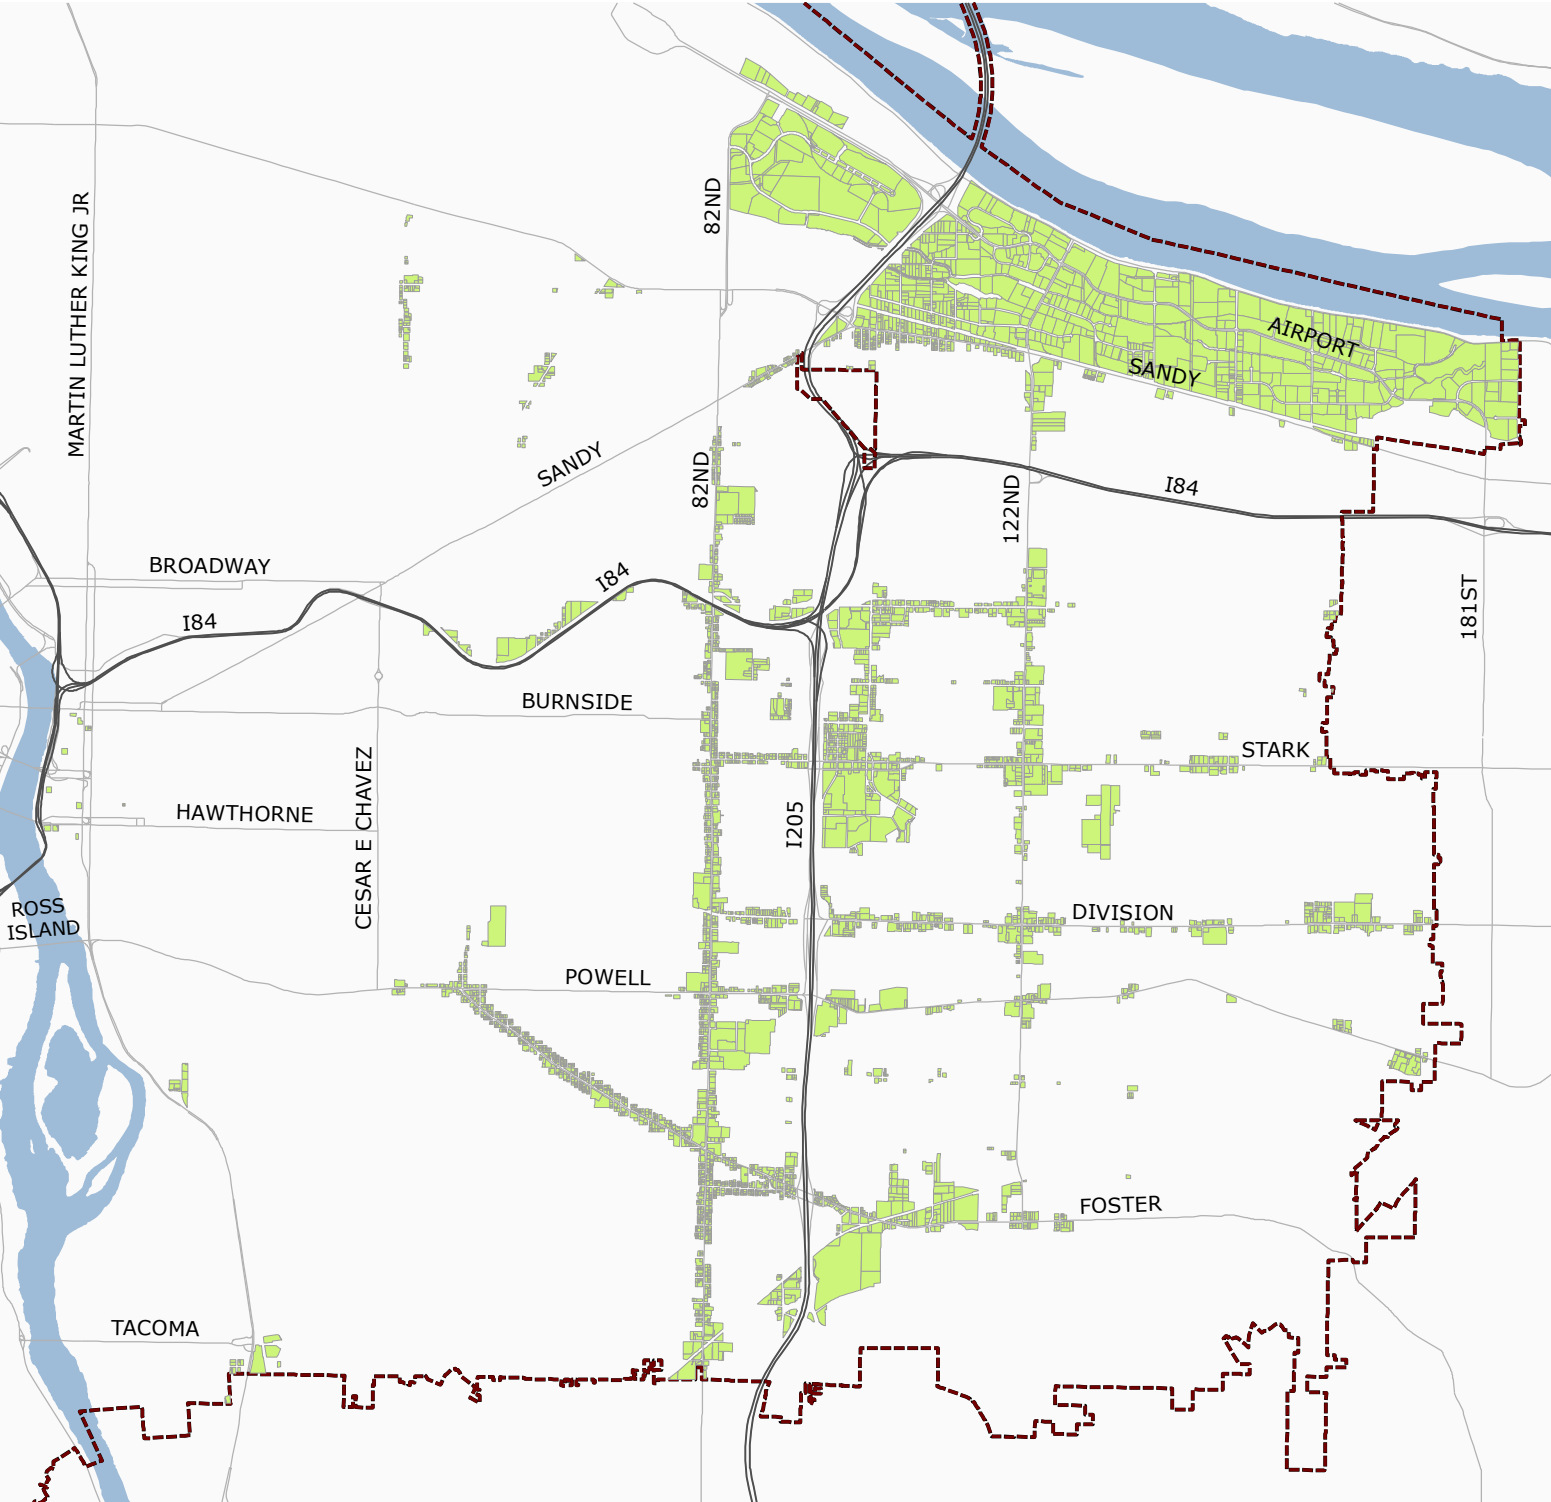 82ND
MARTIN LUTHER KING JR
AIRPORT
SANDY
SANDY
82ND
I84
122ND
BROADWAY
I84
I84
181ST
BURNSIDE
STARK
CESAR E CHAVEZ
HAWTHORNE
I205
ROSS
ISLAND
DIVISION
POWELL
FOSTER
TACOMA